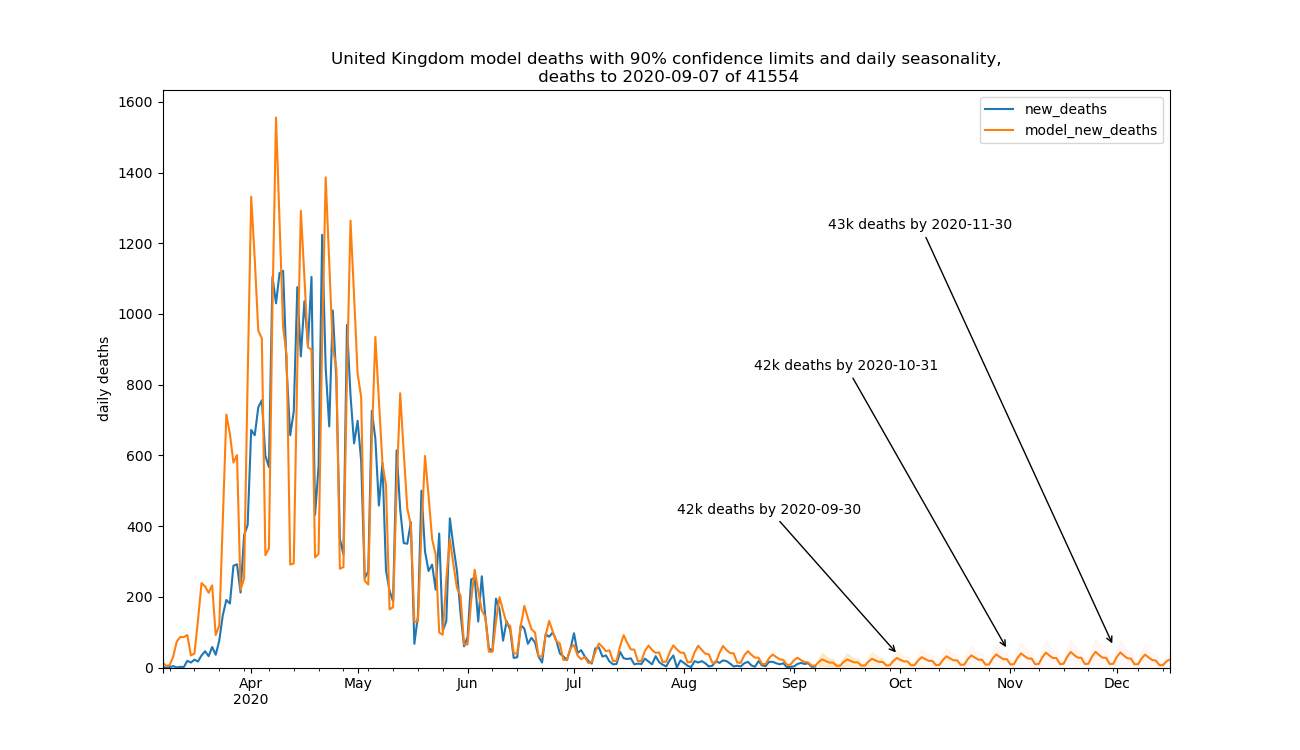 United Kingdom model deaths with 90% confidence limits and daily seasonality,
deaths to 2020-09-07 of 41554
new_deaths
model_new_deaths
1600
1400
1200
1000
800
600
400
200
0
daily deaths
43k deaths by 2020-11-30
42k deaths by 2020-10-31
42k deaths by 2020-09-30
Apr May Jun Jul Aug Sep Oct Nov Dec
2020